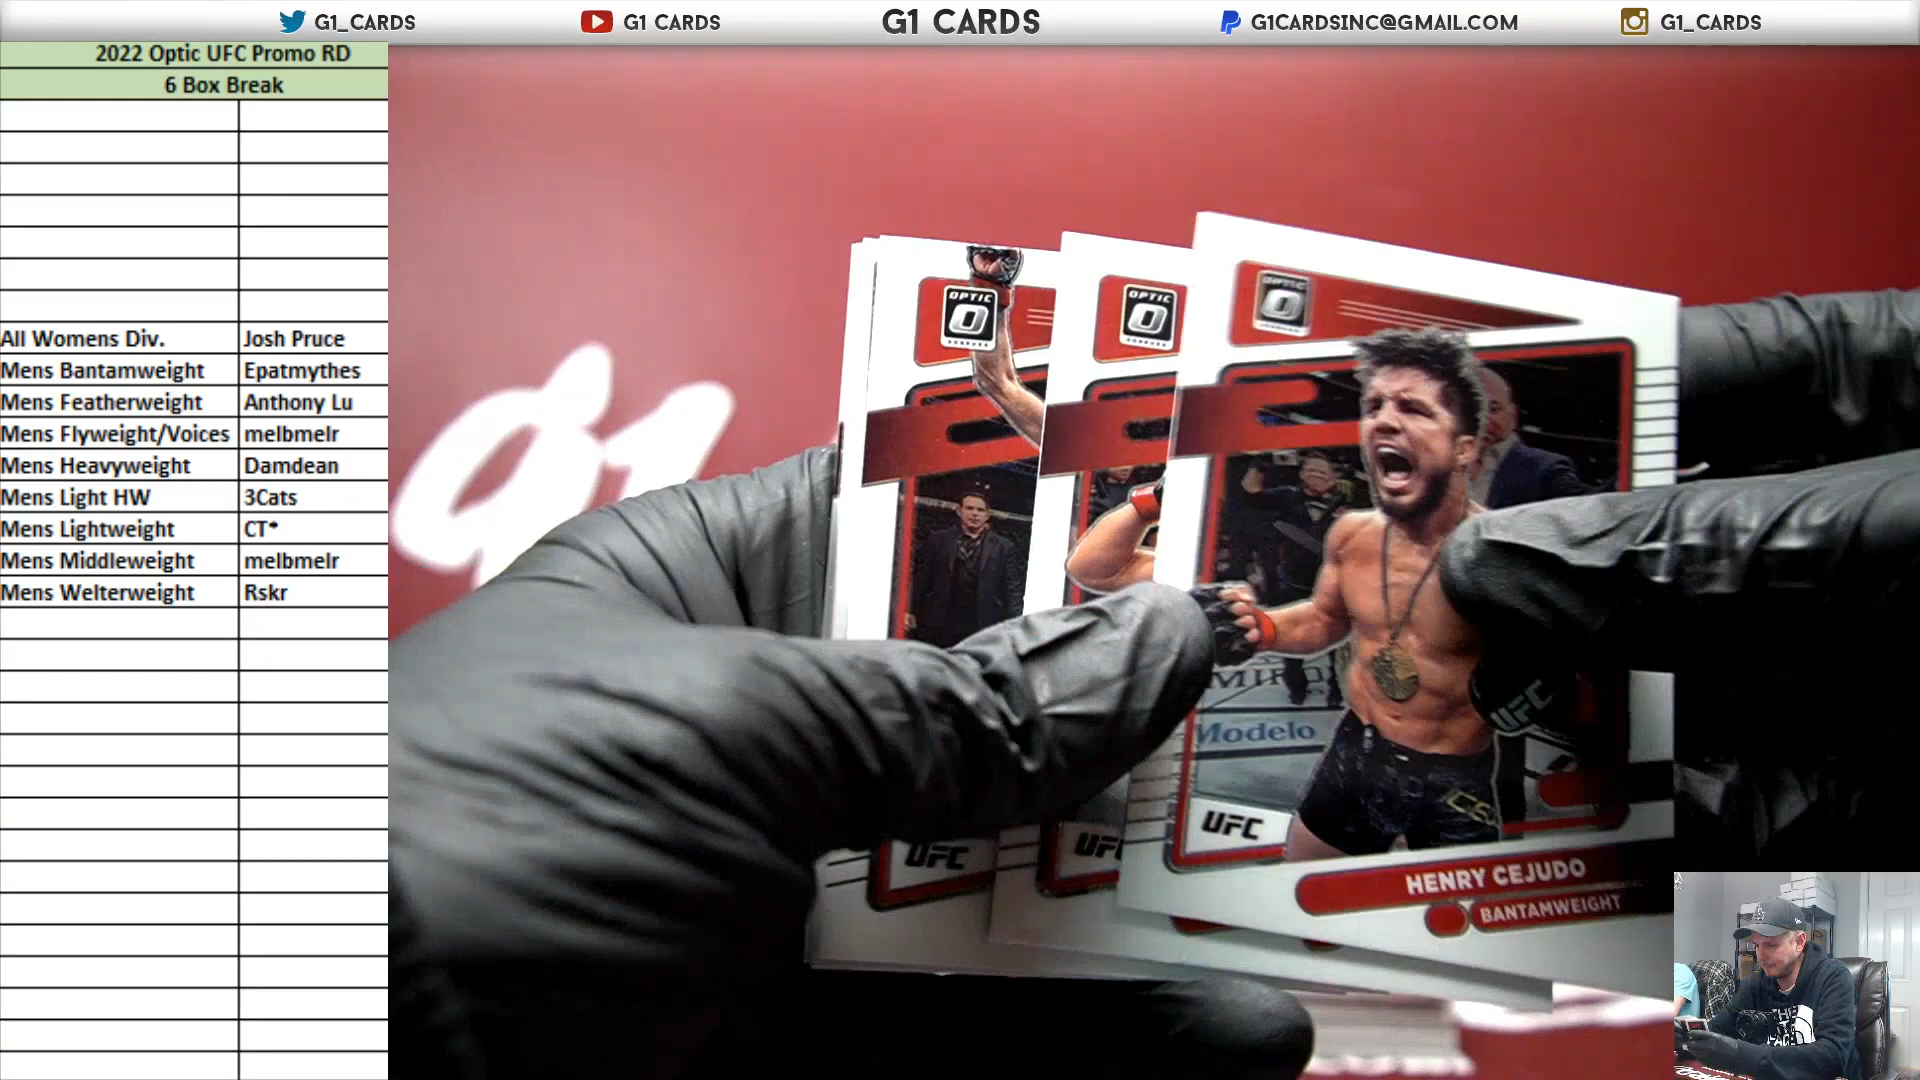 G1_CARDS
G1 CARDS
G1 CARDS
G1CARDSINC@GMAIL.COM
G1_CARDS
2022 Optic UFC Promo RD
6 Box Break
All Womens Div. Josh Pruce
Mens Bantamweight Epatmythes
Mens Featherweight Anthony Lu
Mens Flyweight/Voices melbmelr
Mens Heavyweight Damdean
Mens Light HW 3Cats
Mens Lightweight CT*
Mens Middleweight melbmelr
Mens Welterweight Rskr
g1
OPTIC
OPTIC
OPTIC
Modelo
UFC
UFC
UFC
UFC
HENRY CEJUDO
BANTAMWEIGHT
THE